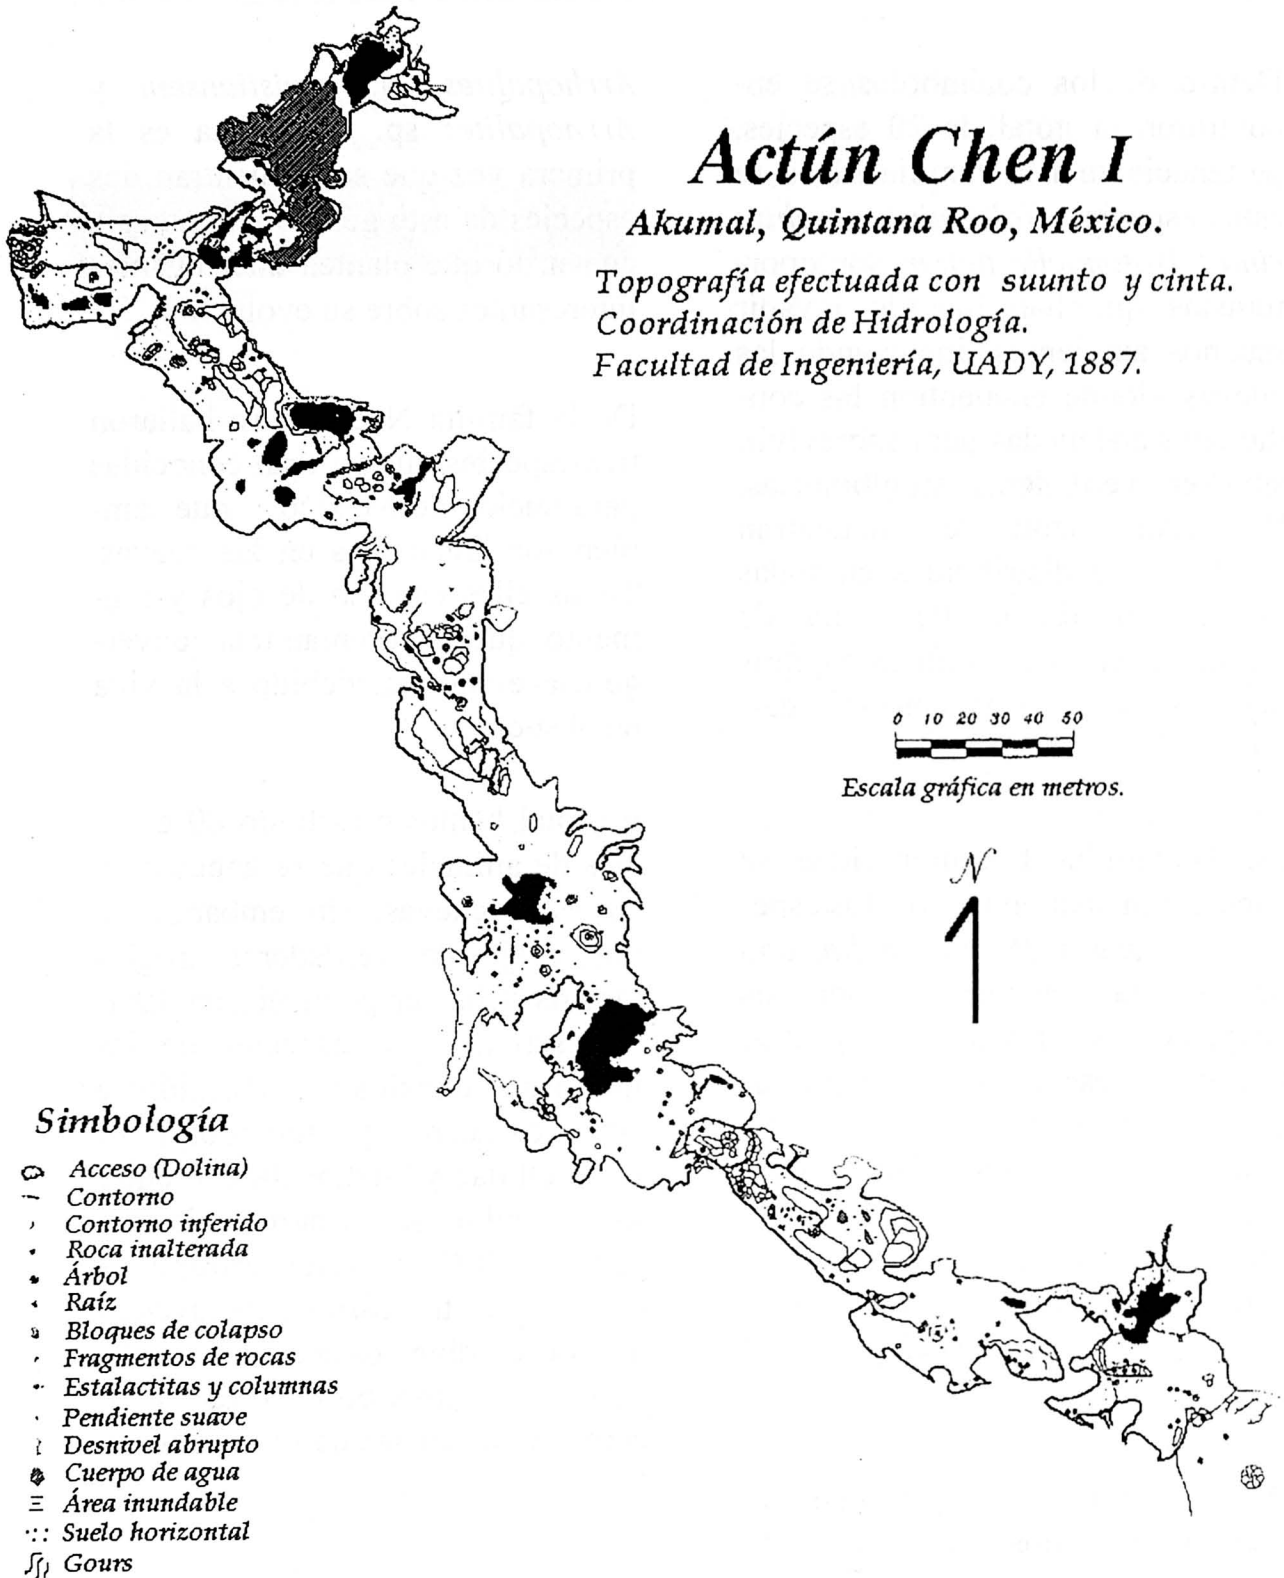 Actún Chen I
Akumal, Quintana Roo, México.
Topografía efectuada con suunto y cinta.
Coordinación de Hidrología.
Facultad de Ingeniería, UADY, 1887.
0 10 20 30 40 50
Escala gráfica en metros.
N
Simbología
Acceso (Dolina)
Contorno
Contorno inferido
Roca inalterada
Árbol
Raíz
Bloques de colapso
Fragmentos de rocas
Estalactitas y columnas
Pendiente suave
Desnivel abrupto
Cuerpo de agua
Área inundable
Suelo horizontal
Gours